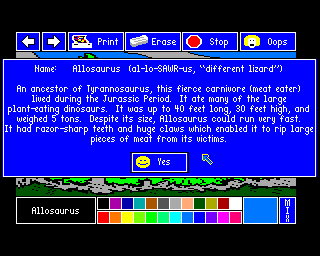 Print Erase Stop Oops
Name: Allosaurus (al-lo-SAWR-us, "different lizard")
An ancestor of Tyrannosaurus, this fierce carnivore (meat eater)
lived during the Jurassic Period. It ate many of the large
plant-eating dinosaurs. It was up to 40 feet long, 30 feet high, and
weighed 5 tons. Despite its size, Allosaurus could run very fast.
It had razor-sharp teeth and huge claws which enabled it to rip large
pieces of meat from its victims.
Yes
Allosaurus
MIX